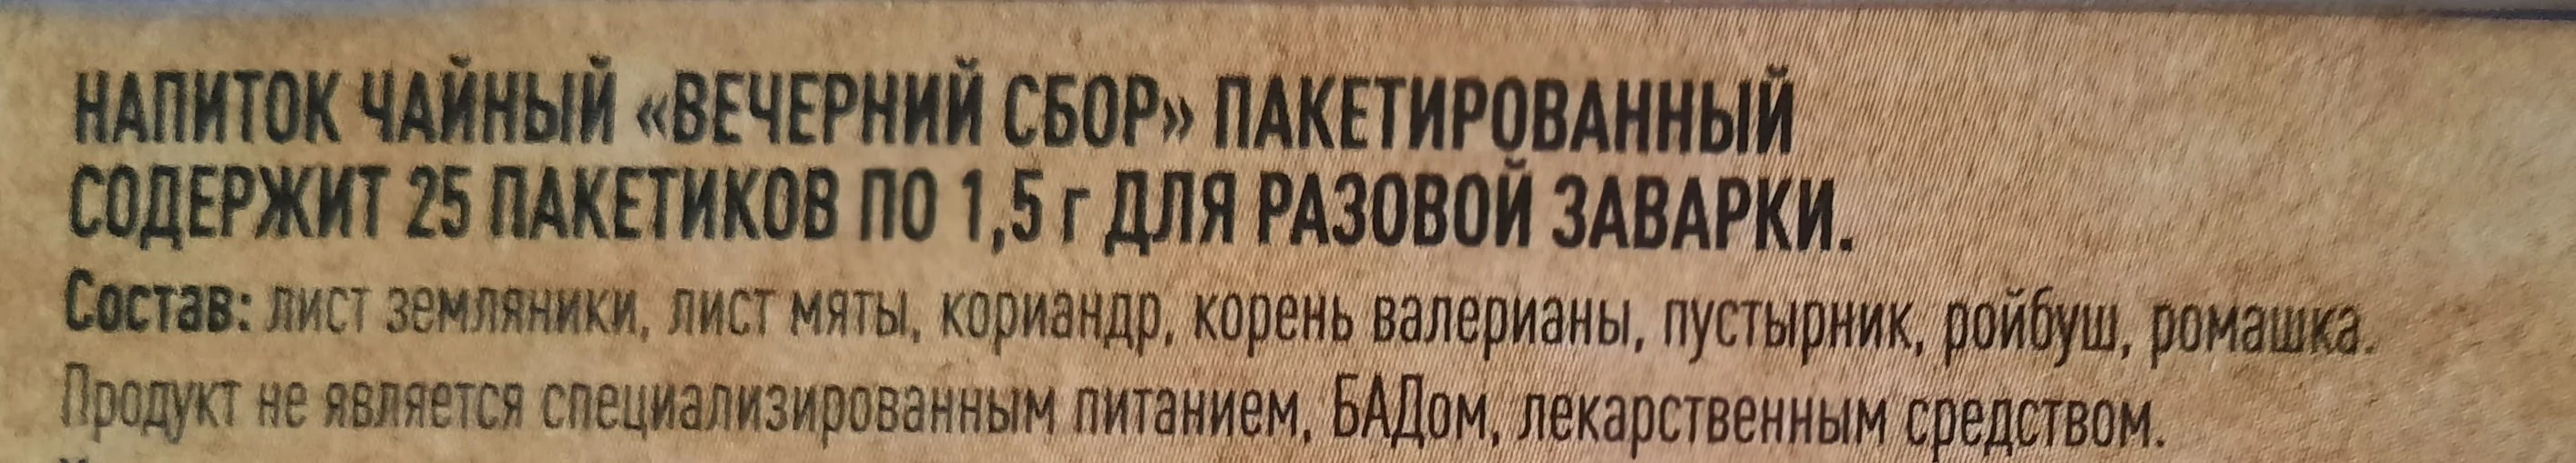 НАПИТОК ЧАЙНЫЙ «ВЕЧЕРНИЙ СБОР» ПАКЕТИРОВАННЫЙ
СОДЕРЖИТ 25 ПАКЕТИКОВ ПО 1,5 г ДЛЯ РАЗОВОЙ ЗАВАРКИ.
Состав: лист земляники, лист мяты, кориандр, корень валерианы, пустырник, ройбуш, ромашка.
Продукт не является специализированным питанием, БАДом, лекарственным средством.